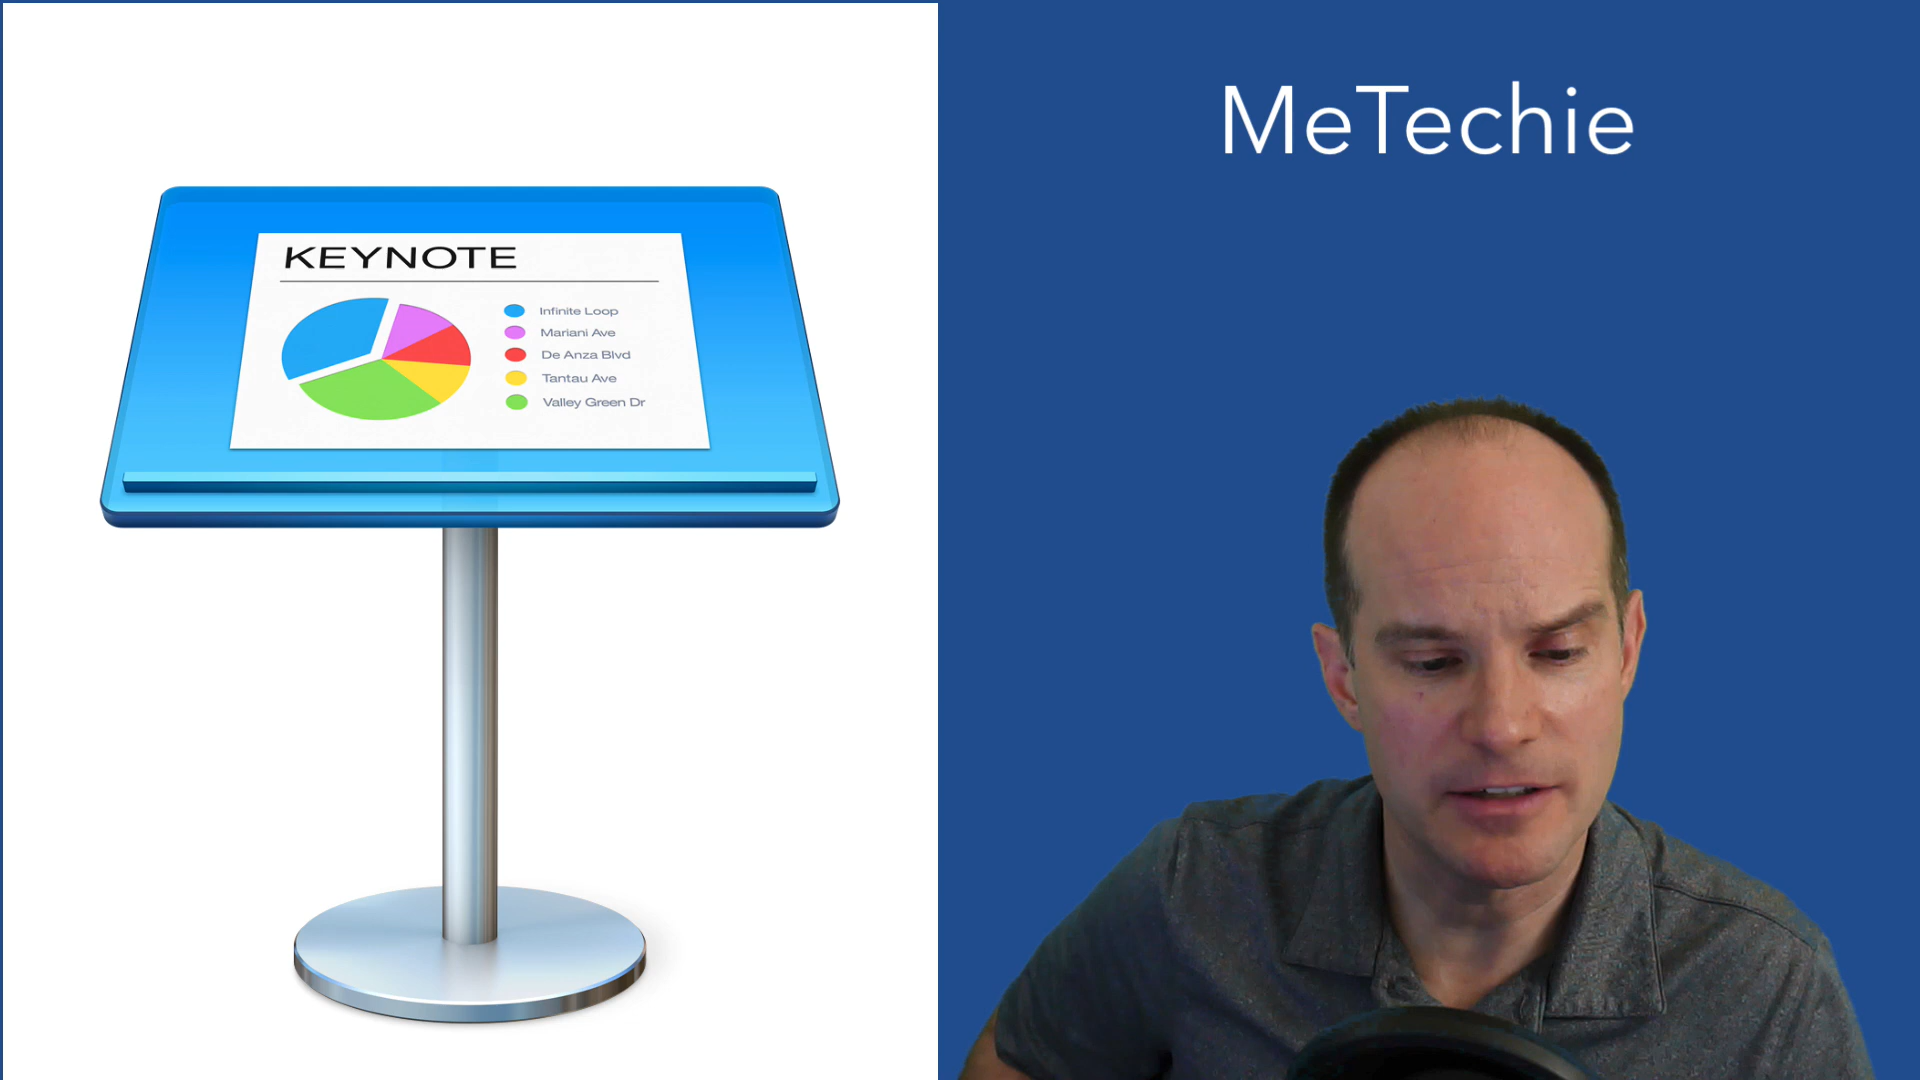 KEYNOTE
Infinite Loop
Mariani Ave
De Anza Blvd
Tantau Ave
Valley Green Dr
MeTechie